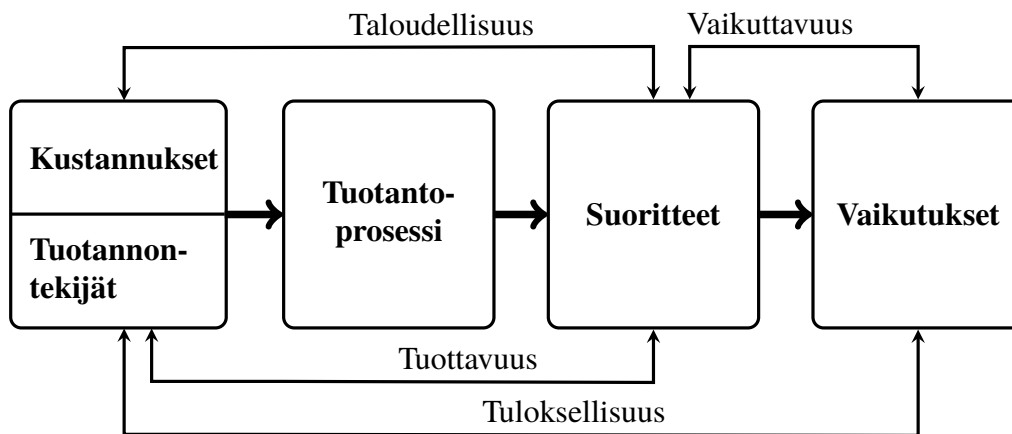 Taloudellisuus
Vaikuttavuus
Kustannukset
Tuotannon-
tekijät
Tuotanto-
prosessi
Suoritteet
Vaikutukset
Tuottavuus
Tuloksellisuus